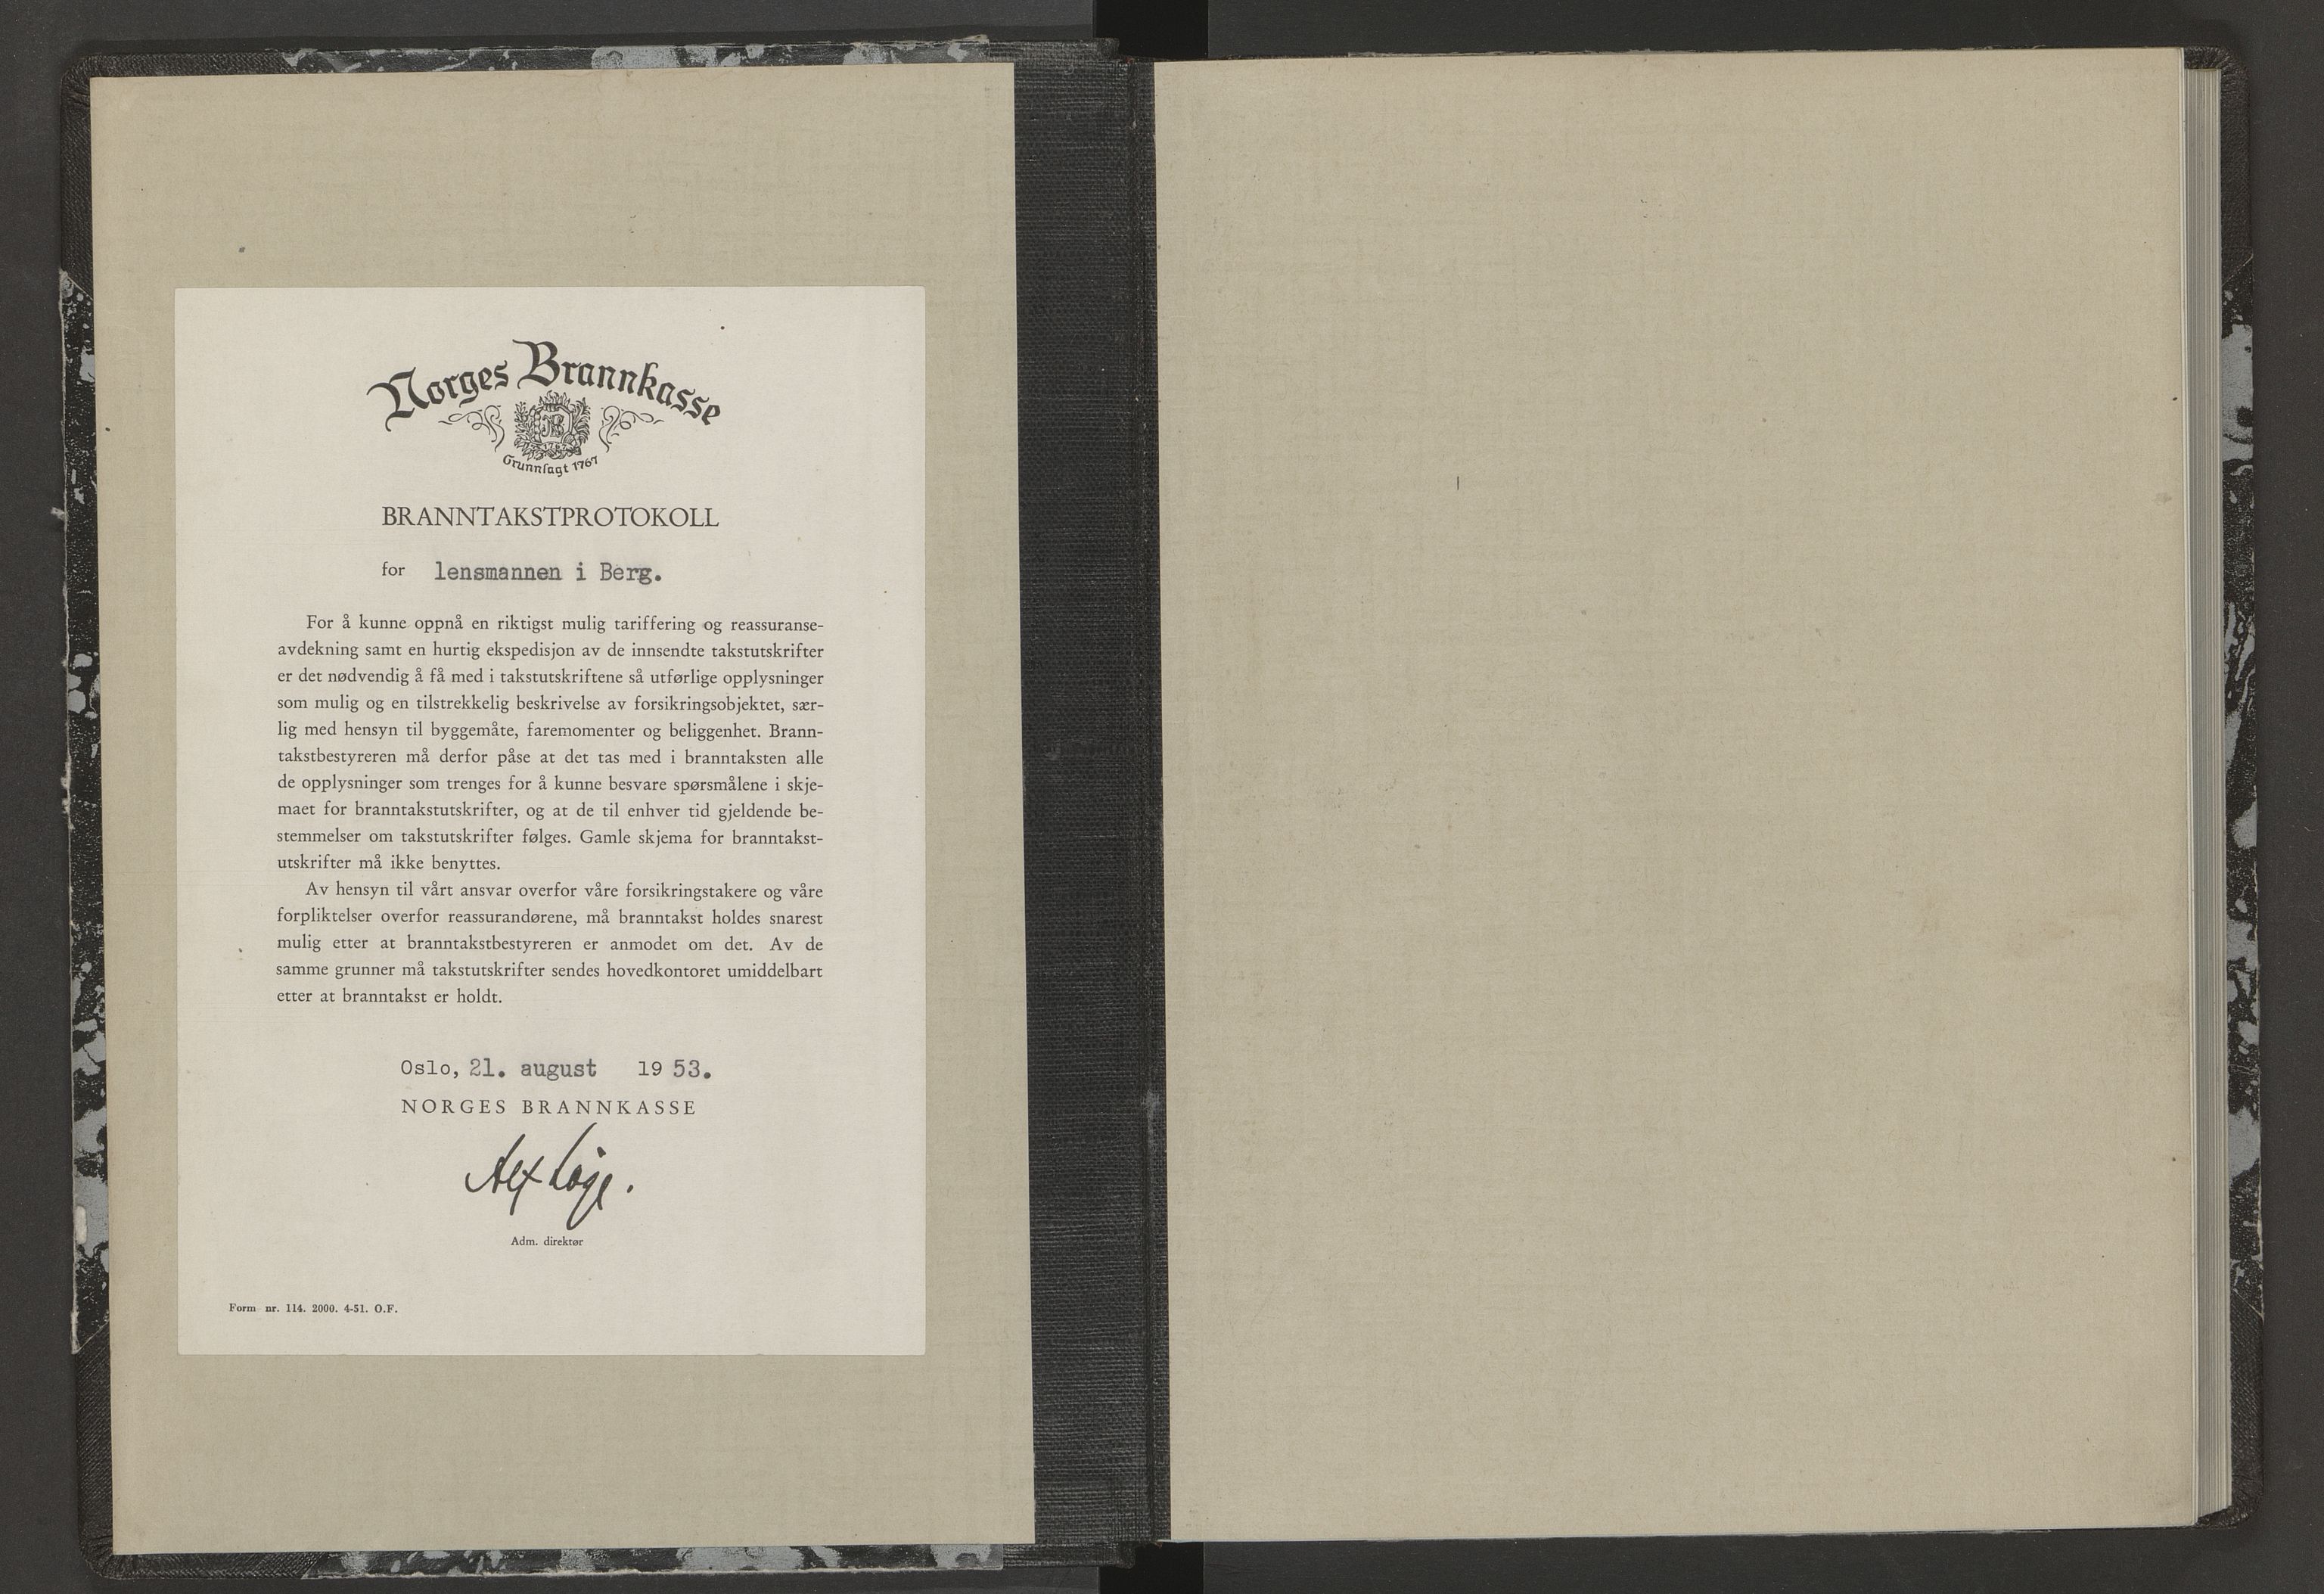 Norges Brannkasse
Grunnlagt 1767
BRANNTAKSTPROTOKOLL
for lensmannen i Berg.
For å kunne oppnå en riktigst mulig tariffering og reassuranse-
avdekning samt en hurtig ekspedisjon av de innsendte takstutskrifter
er det nødvendig å få med i takstutskriftene så utførlige opplysninger
som mulig og en tilstrekkelig beskrivelse av forsikringsobjektet, sær-
lig med hensyn til byggemåte, faremomenter og beliggenhet. Brann-
takstbestyreren må derfor påse at det tas med i branntaksten alle
de opplysninger som trenges for å kunne besvare spørsmålene i skje-
maet for branntakstutskrifter, og at de til enhver tid gjeldende be-
stemmelser om takstutskrifter følges. Gamle skjema for branntakst-
utskrifter må ikke benyttes.
Av hensyn til vårt ansvar overfor våre forsikringstakere og våre
forpliktelser overfor reassurandørene, må branntakst holdes snarest
mulig etter at branntakstbestyreren er anmodet om det. Av de
samme grunner må takstutskrifter sendes hovedkontoret umiddelbart
etter at branntakst er holdt.
Oslo, 21. august 19 53.
NORGES BRANNKASSE
Adm. direktør
Form nr. 114. 2000. 4-51. O.F.